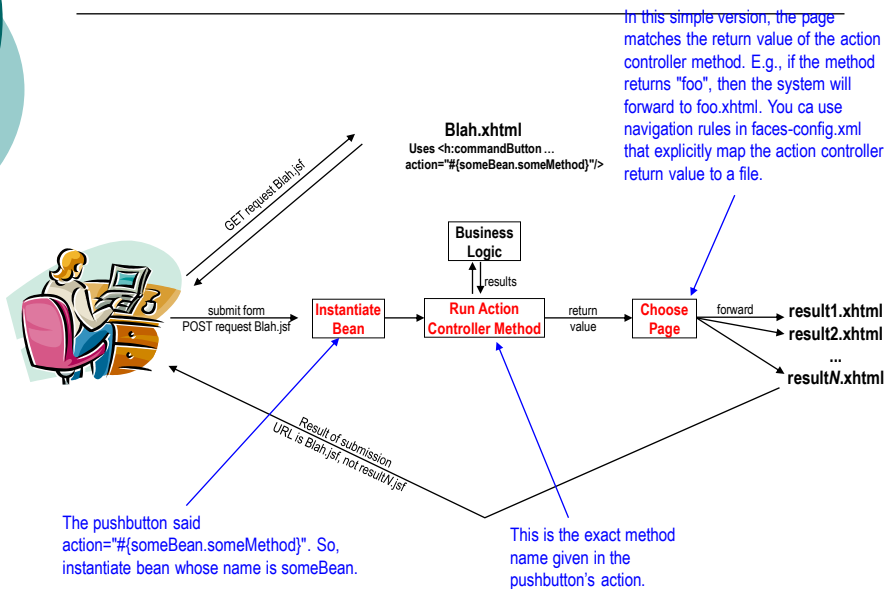 In this simple version, the page
matches the return value of the action
controller method. E.g., if the method
returns "foo", then the system will
forward to foo.xhtml. You ca use
navigation rules in faces-config.xml
that explicitly map the action controller
return value to a file.
Blah.xhtml
Uses <h:commandButton …
action="#{someBean.someMethod}"/>
GET request Blah.jsf
Business
Logic
results
submit form
POST request Blah.jsf
Instantiate
Bean
Run Action
Controller Method
return
value
Choose
Page
forward
result1.xhtml
result2.xhtml
...
resultN.xhtml
Result of submission
URL is Blah.jsf, not resultN.jsf
The pushbutton said
action="#{someBean.someMethod}". So,
instantiate bean whose name is someBean.
This is the exact method
name given in the
pushbutton’s action.